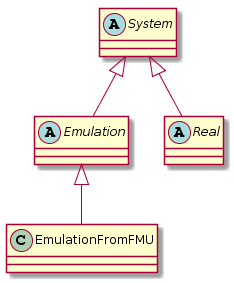 A System
A Emulation
A Real
C EmulationFromFMU